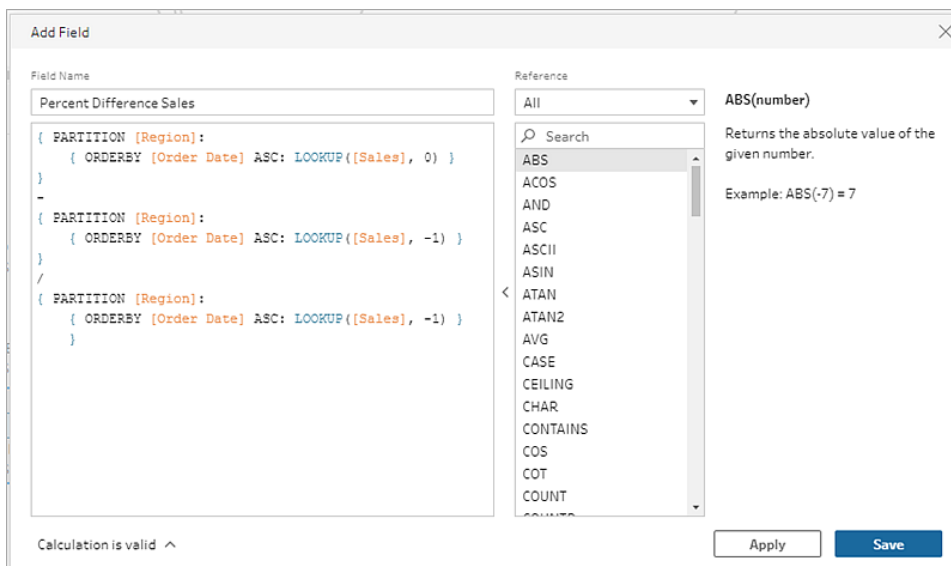 Add Field
Field Name
Percent Difference Sales
{ PARTITION [Region]:
{ ORDERBY [Order Date] ASC: LOOKUP([Sales], 0) }
}
-
{ PARTITION [Region]:
{ ORDERBY [Order Date] ASC: LOOKUP([Sales], -1) }
}
/
{ PARTITION [Region]:
{ ORDERBY [Order Date] ASC: LOOKUP([Sales], -1) }
}
Reference
All
Search
ABS
ACOS
AND
ASC
ASCII
ASIN
ATAN
ATAN2
AVG
CASE
CEILING
CHAR
CONTAINS
COS
COT
COUNT
ABS(number)
Returns the absolute value of the
given number.
Example: ABS(-7) = 7
Calculation is valid
Apply
Save